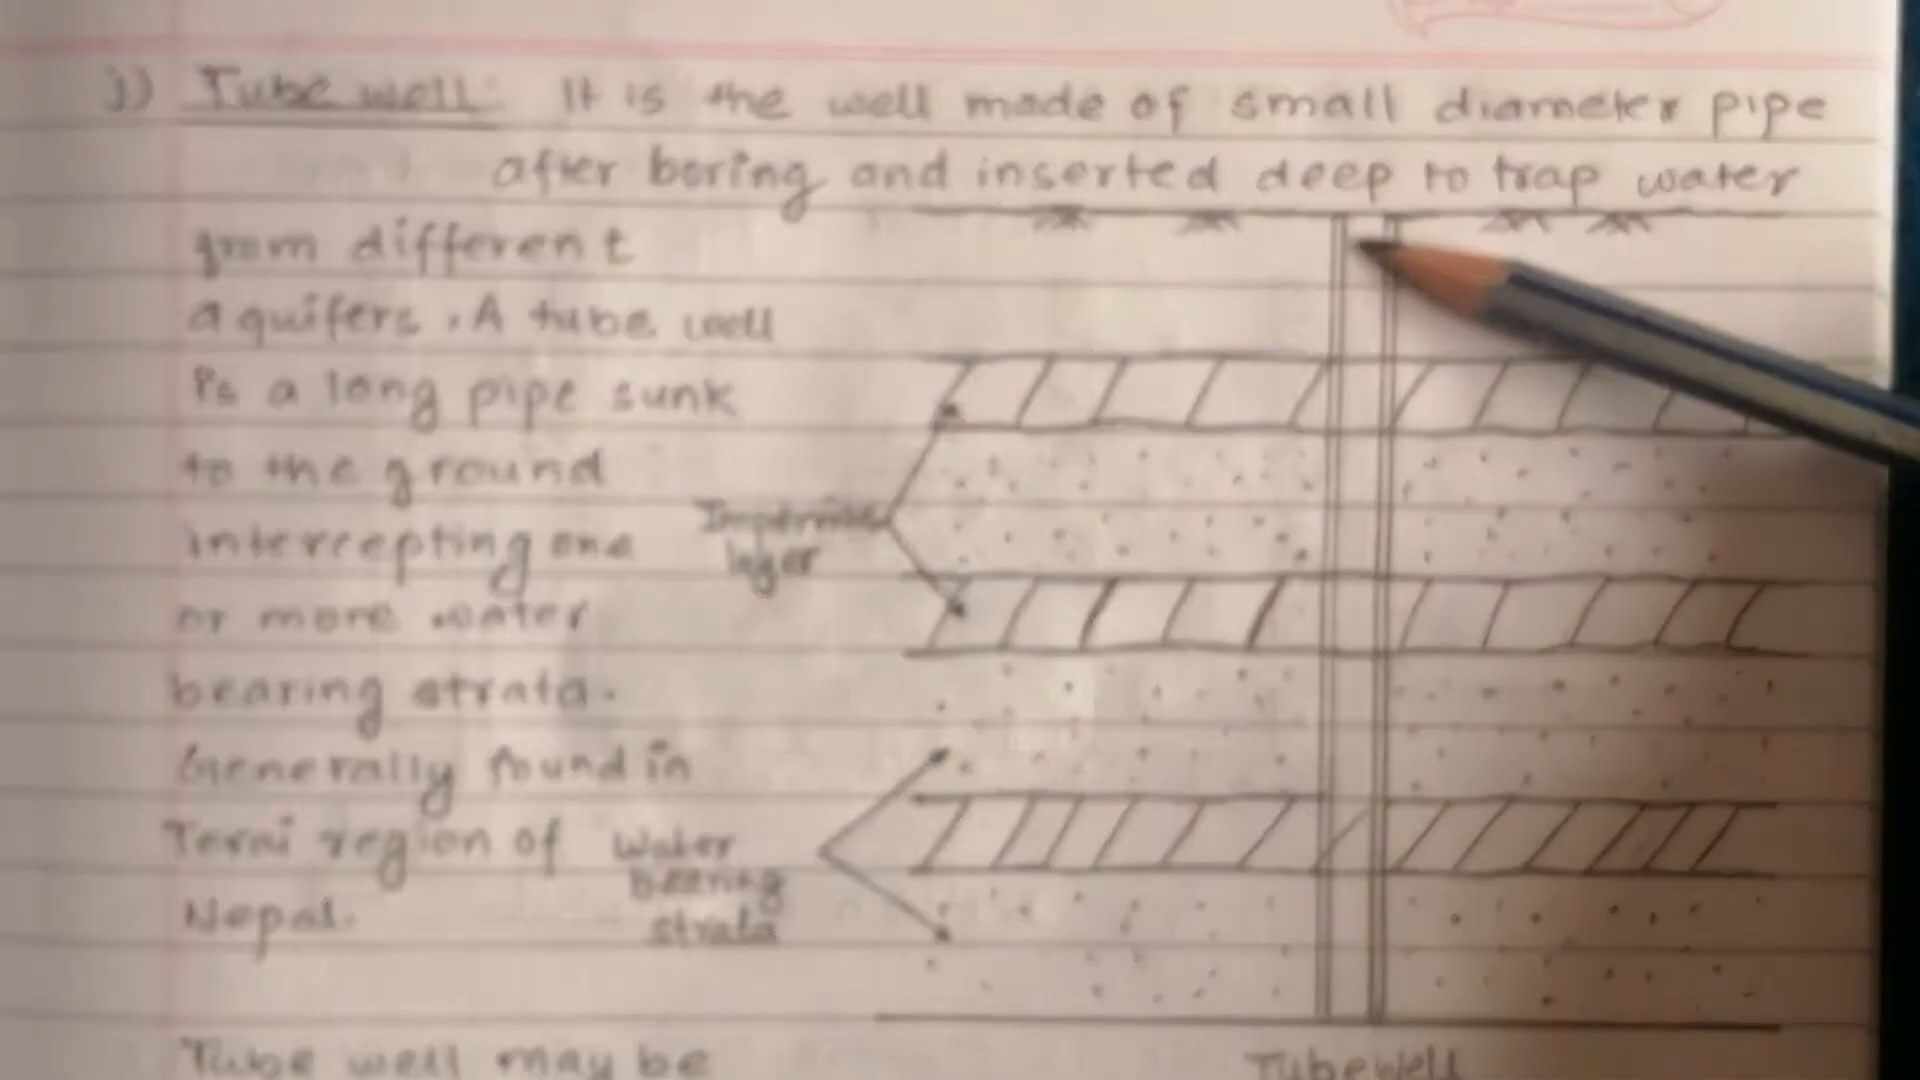 j) Tube well: It is the well made of small diameter pipe
after boring and inserted deep to trap water
from different
aquifers. A tube well
is a long pipe sunk
to the ground
intercepting one
or more water
bearing strata.
Generally found in
Terai region of
Nepal.
Impervious
layer
Water
bearing
strata
Tube well may be
Tubewell